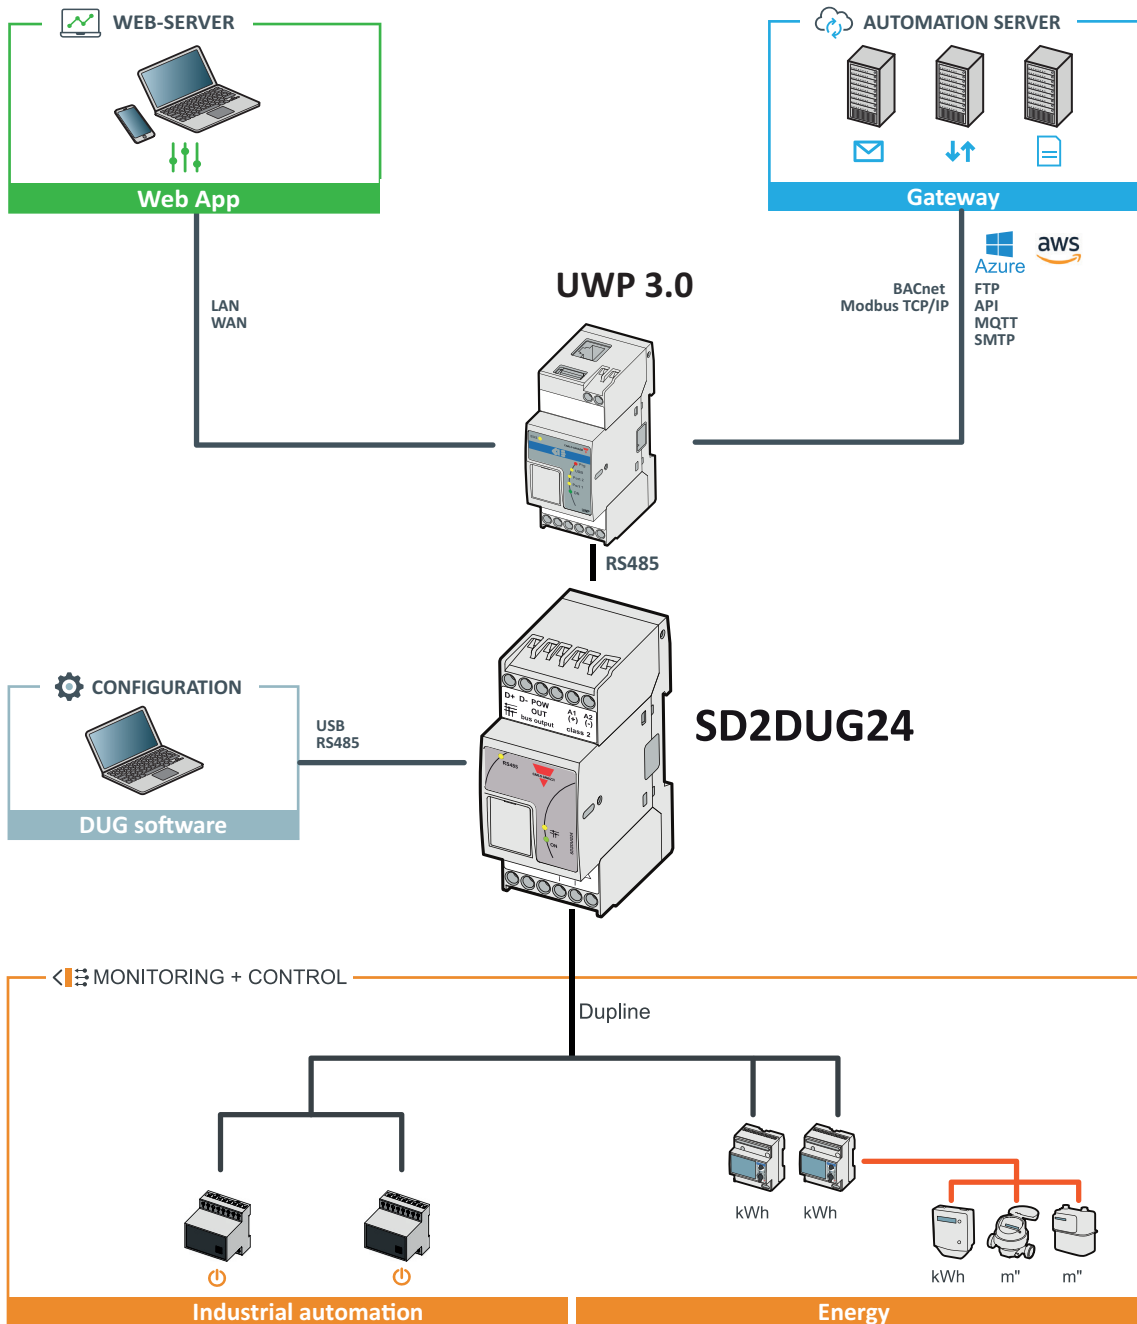 WEB-SERVER
Web App
AUTOMATION SERVER
Gateway
LAN
WAN
UWP 3.0
BACnet
Modbus TCP/IP
Azure
aws
FTP
API
MQTT
SMTP
RS485
CONFIGURATION
DUG software
USB
RS485
D+ D- POW
OUT
bus output
A1 A2
(+) (-)
class 2
RS485
ON
SD2DUG24
MONITORING + CONTROL
Dupline
kWh
kWh
kWh
m"
m"
Industrial automation
Energy